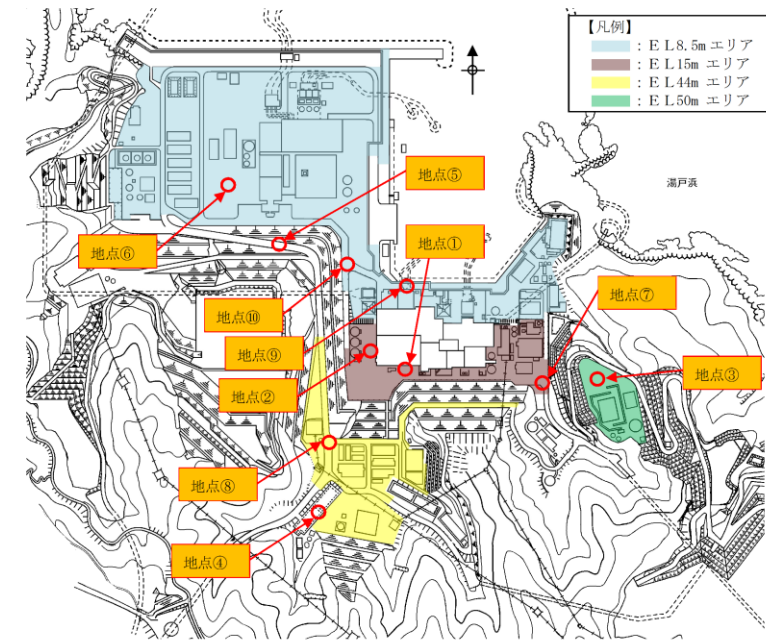 【凡例】
：ＥＬ8.5m エリア
：ＥＬ15m エリア
：ＥＬ44m エリア
：ＥＬ50m エリア
湯戸浜
地点⑤
地点⑥
地点①
地点⑩
地点⑦
地点⑨
地点③
地点②
地点⑧
地点④